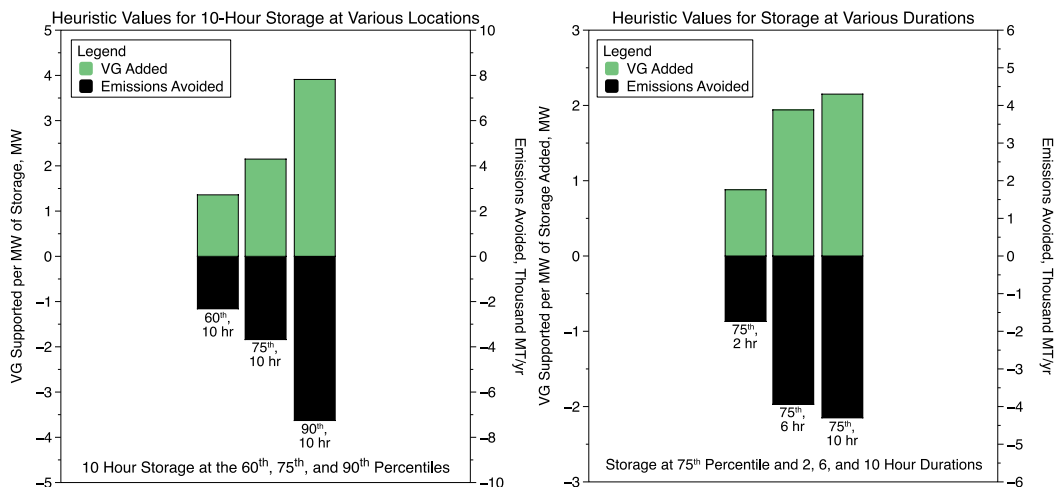 Heuristic Values for 10-Hour Storage at Various Locations
5
4
3
2
1
0
–1
–2
–3
–4
–5
VG Supported per MW of Storage, MW
Legend
VG Added
Emissions Avoided
60th,
10 hr
75th,
10 hr
90th,
10 hr
10 Hour Storage at the 60th, 75th, and 90th Percentiles
10
8
6
4
2
0
–2
–4
–6
–8
–10
Emissions Avoided, Thousand MT/yr
Heuristic Values for Storage at Various Durations
3
2
1
0
–1
–2
–3
VG Supported per MW of Storage Added, MW
Legend
VG Added
Emissions Avoided
75th,
2 hr
75th,
6 hr
75th,
10 hr
Storage at 75th Percentile and 2, 6, and 10 Hour Durations
6
5
4
3
2
1
0
–1
–2
–3
–4
–5
–6
Emissions Avoided, Thousand MT/yr